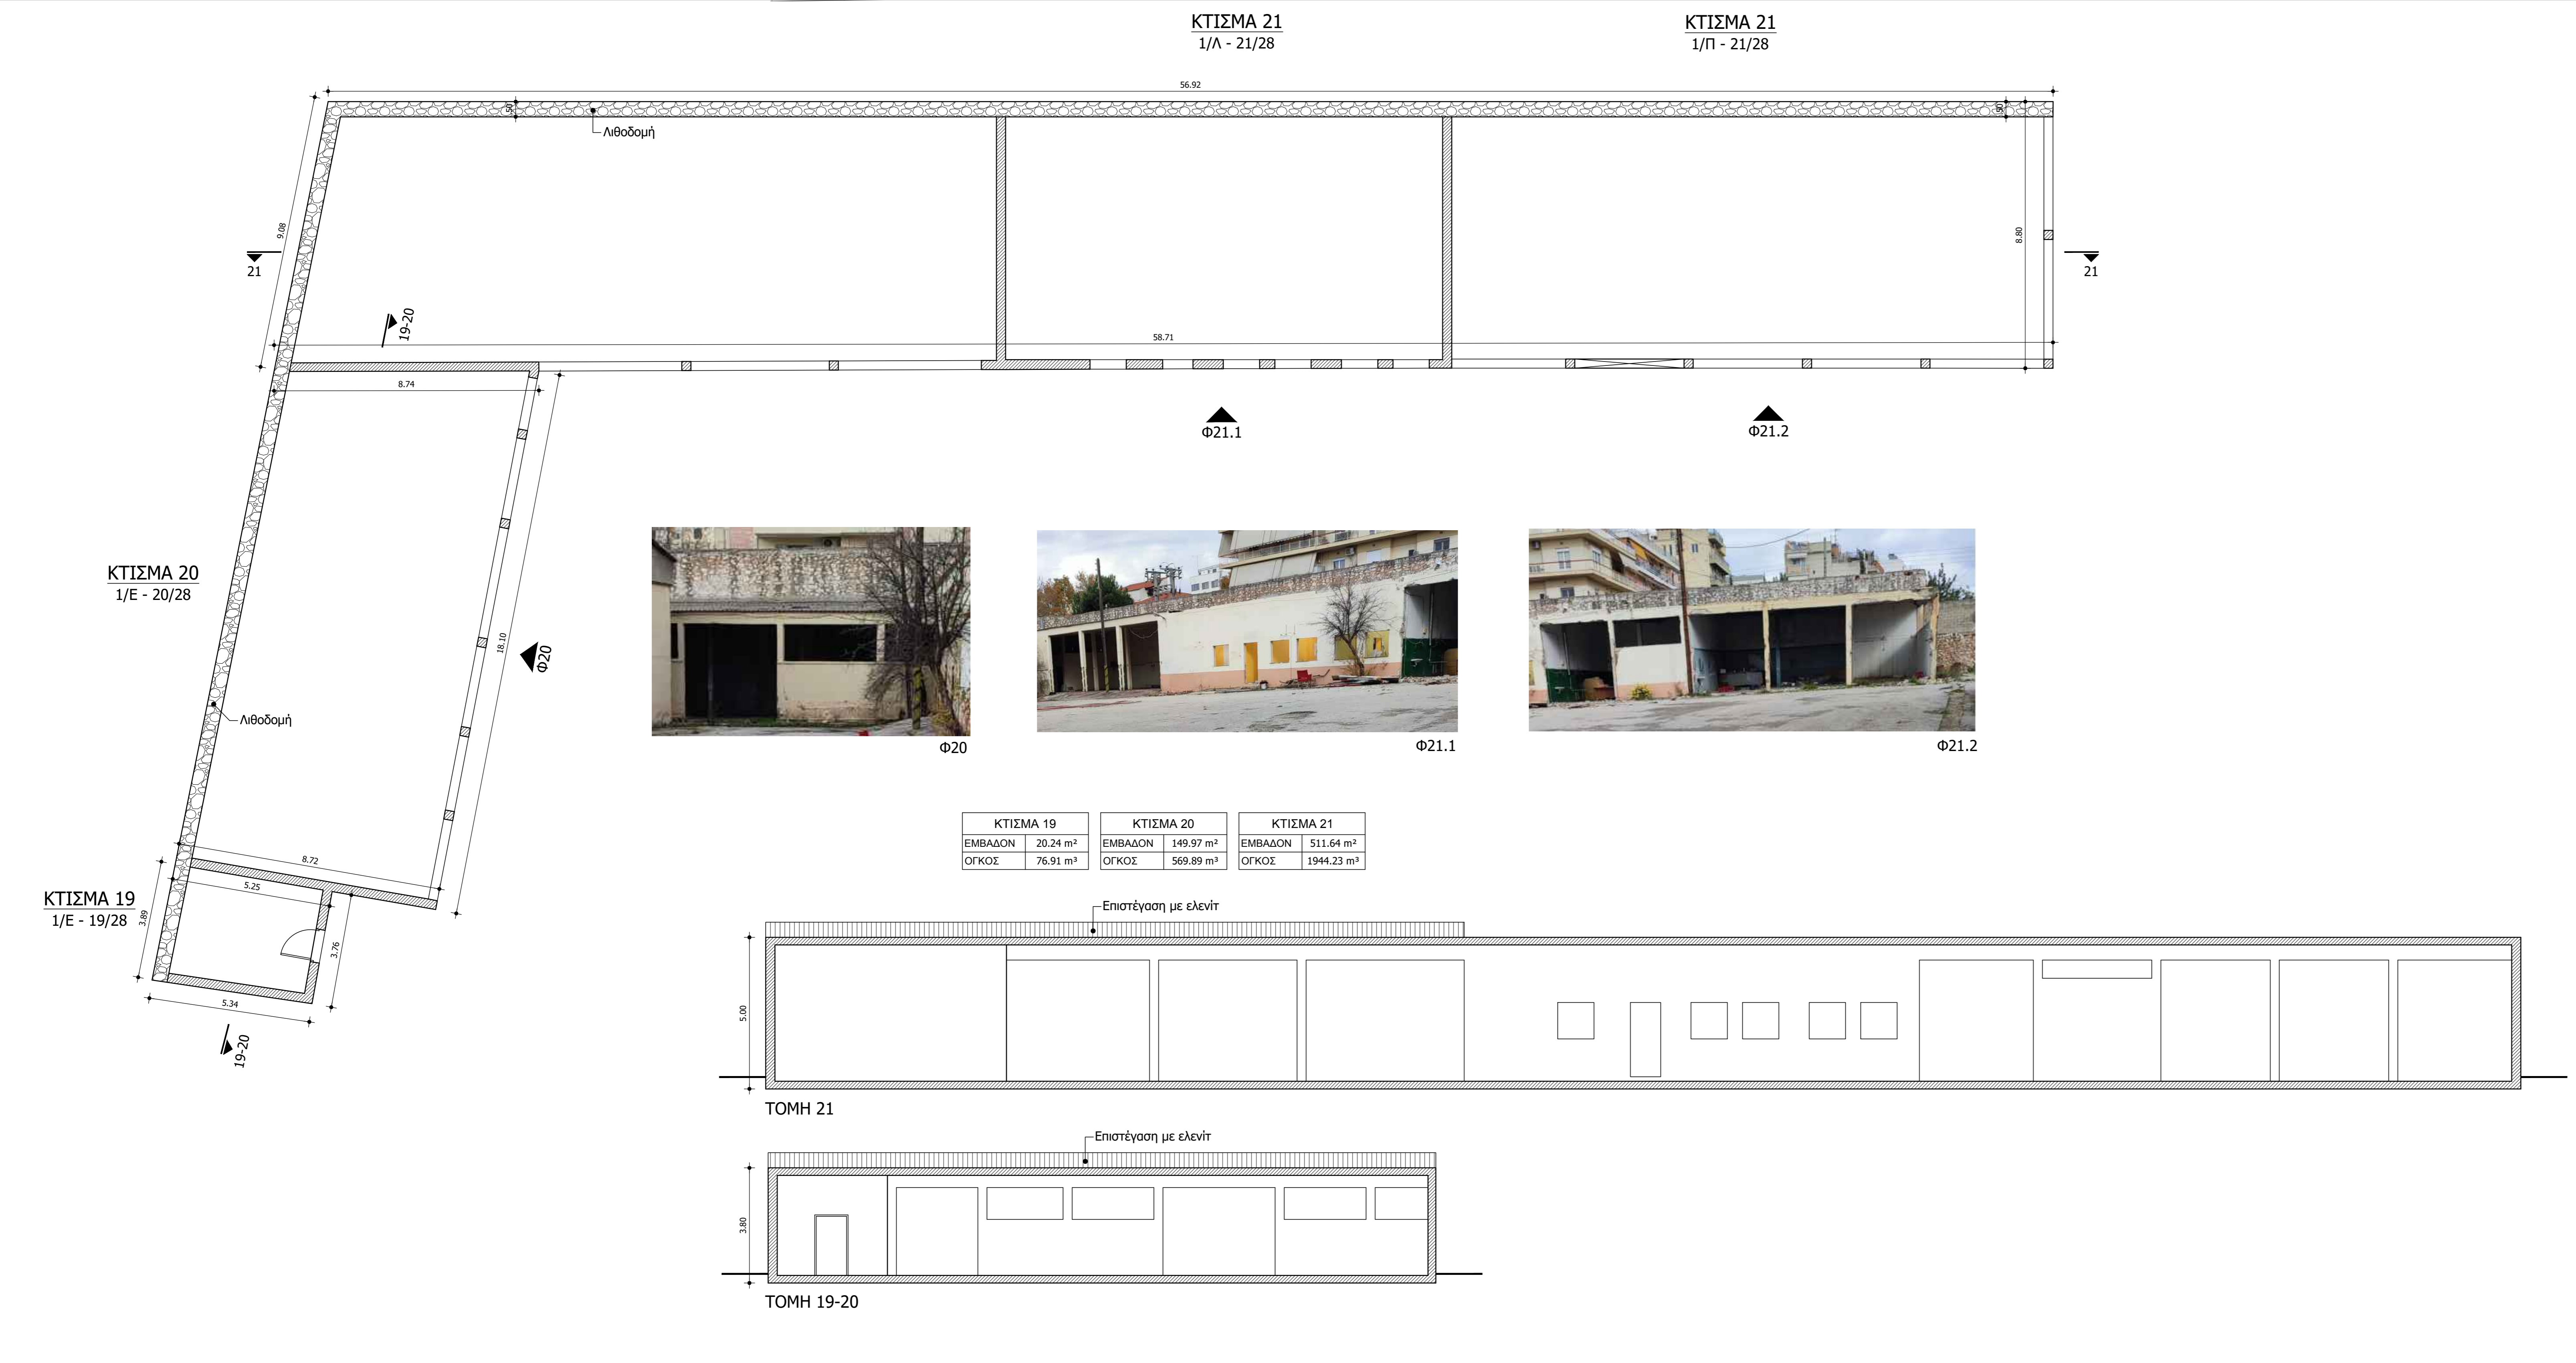 ΚΤΙΣΜΑ 21
1/Λ - 21/28
ΚΤΙΣΜΑ 21
1/Π - 21/28
56.92
.50
.50
Λιθοδομή
9.08
8.80
21
21
19-20
58.71
8.74
Φ21.1
Φ21.2
ΚΤΙΣΜΑ 20
1/Ε - 20/28
18.10
Φ20
Λιθοδομή
Φ20
Φ21.1
Φ21.2
ΚΤΙΣΜΑ 19
ΕΜΒΑΔΟΝ 20.24 m²
ΟΓΚΟΣ 76.91 m³
ΚΤΙΣΜΑ 20
ΕΜΒΑΔΟΝ 149.97 m²
ΟΓΚΟΣ 569.89 m³
ΚΤΙΣΜΑ 21
ΕΜΒΑΔΟΝ 511.64 m²
ΟΓΚΟΣ 1944.23 m³
8.72
5.25
ΚΤΙΣΜΑ 19
1/Ε - 19/28
3.89
3.76
5.34
19-20
Επιστέγαση με ελενίτ
5.00
ΤΟΜΗ 21
Επιστέγαση με ελενίτ
3.80
ΤΟΜΗ 19-20